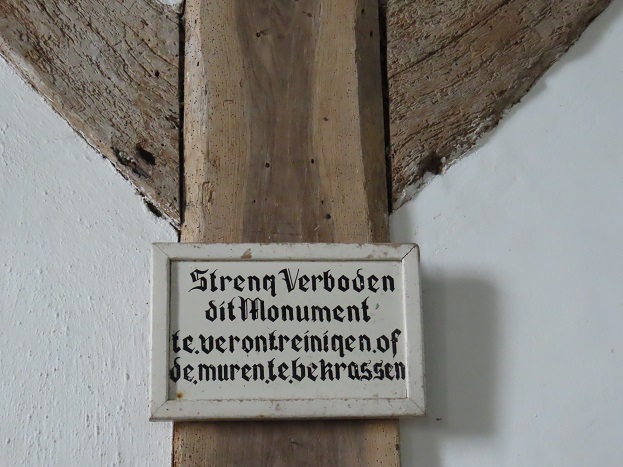 Streng Verboden
dit Monument
te.verontreinigen.of
de.muren.te.bekrassen